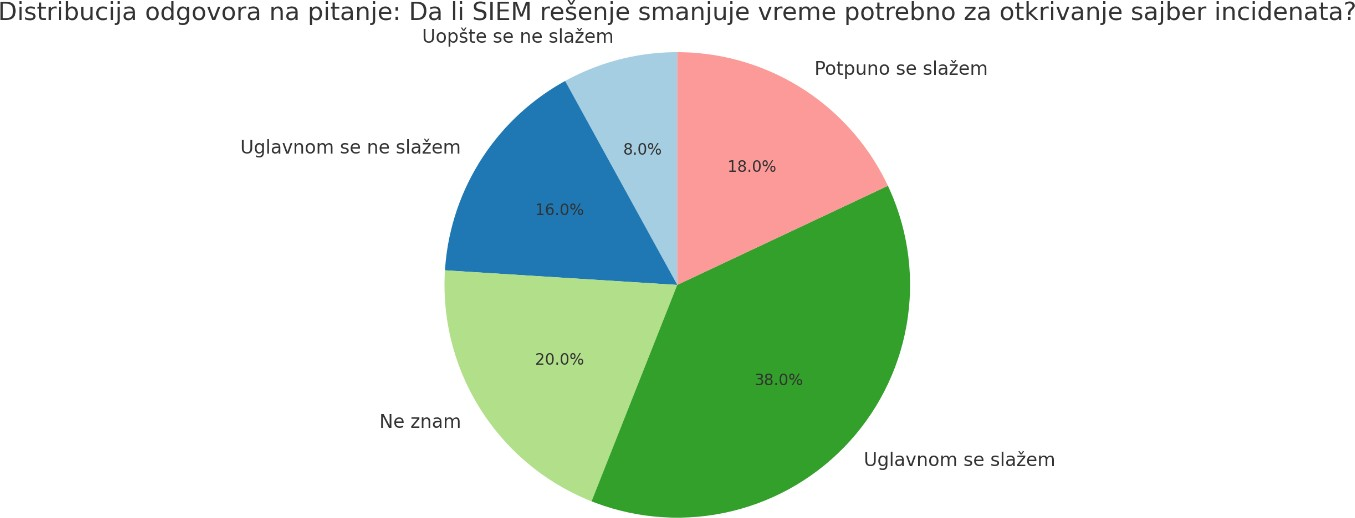 Distribucija odgovora na pitanje: Da li SIEM rešenje smanjuje vreme potrebno za otkrivanje sajber incidenata?
Uopšte se ne slažem
Potpuno se slažem
Uglavnom se ne slažem
8.0%
18.0%
16.0%
20.0%
38.0%
Ne znam
Uglavnom se slažem